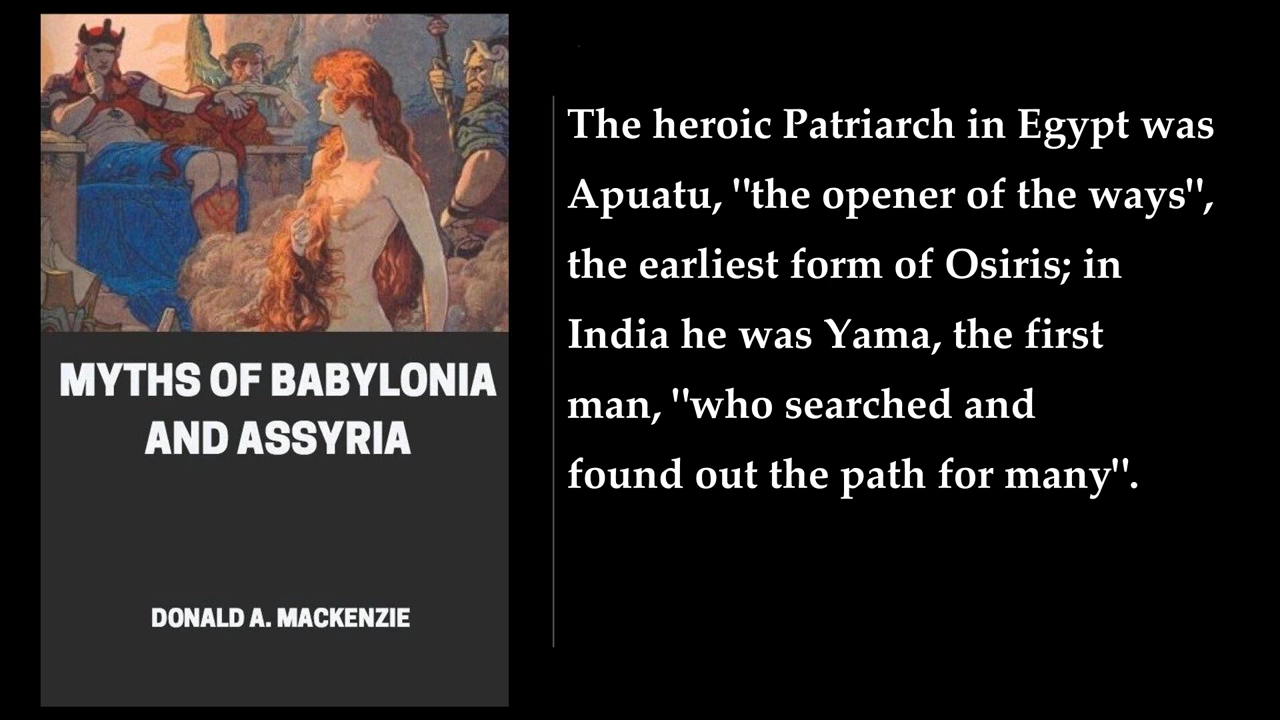 MYTHS OF BABYLONIA
AND ASSYRIA
DONALD A. MACKENZIE
The heroic Patriarch in Egypt was
Apuatu, "the opener of the ways",
the earliest form of Osiris; in
India he was Yama, the first
man, "who searched and
found out the path for many".